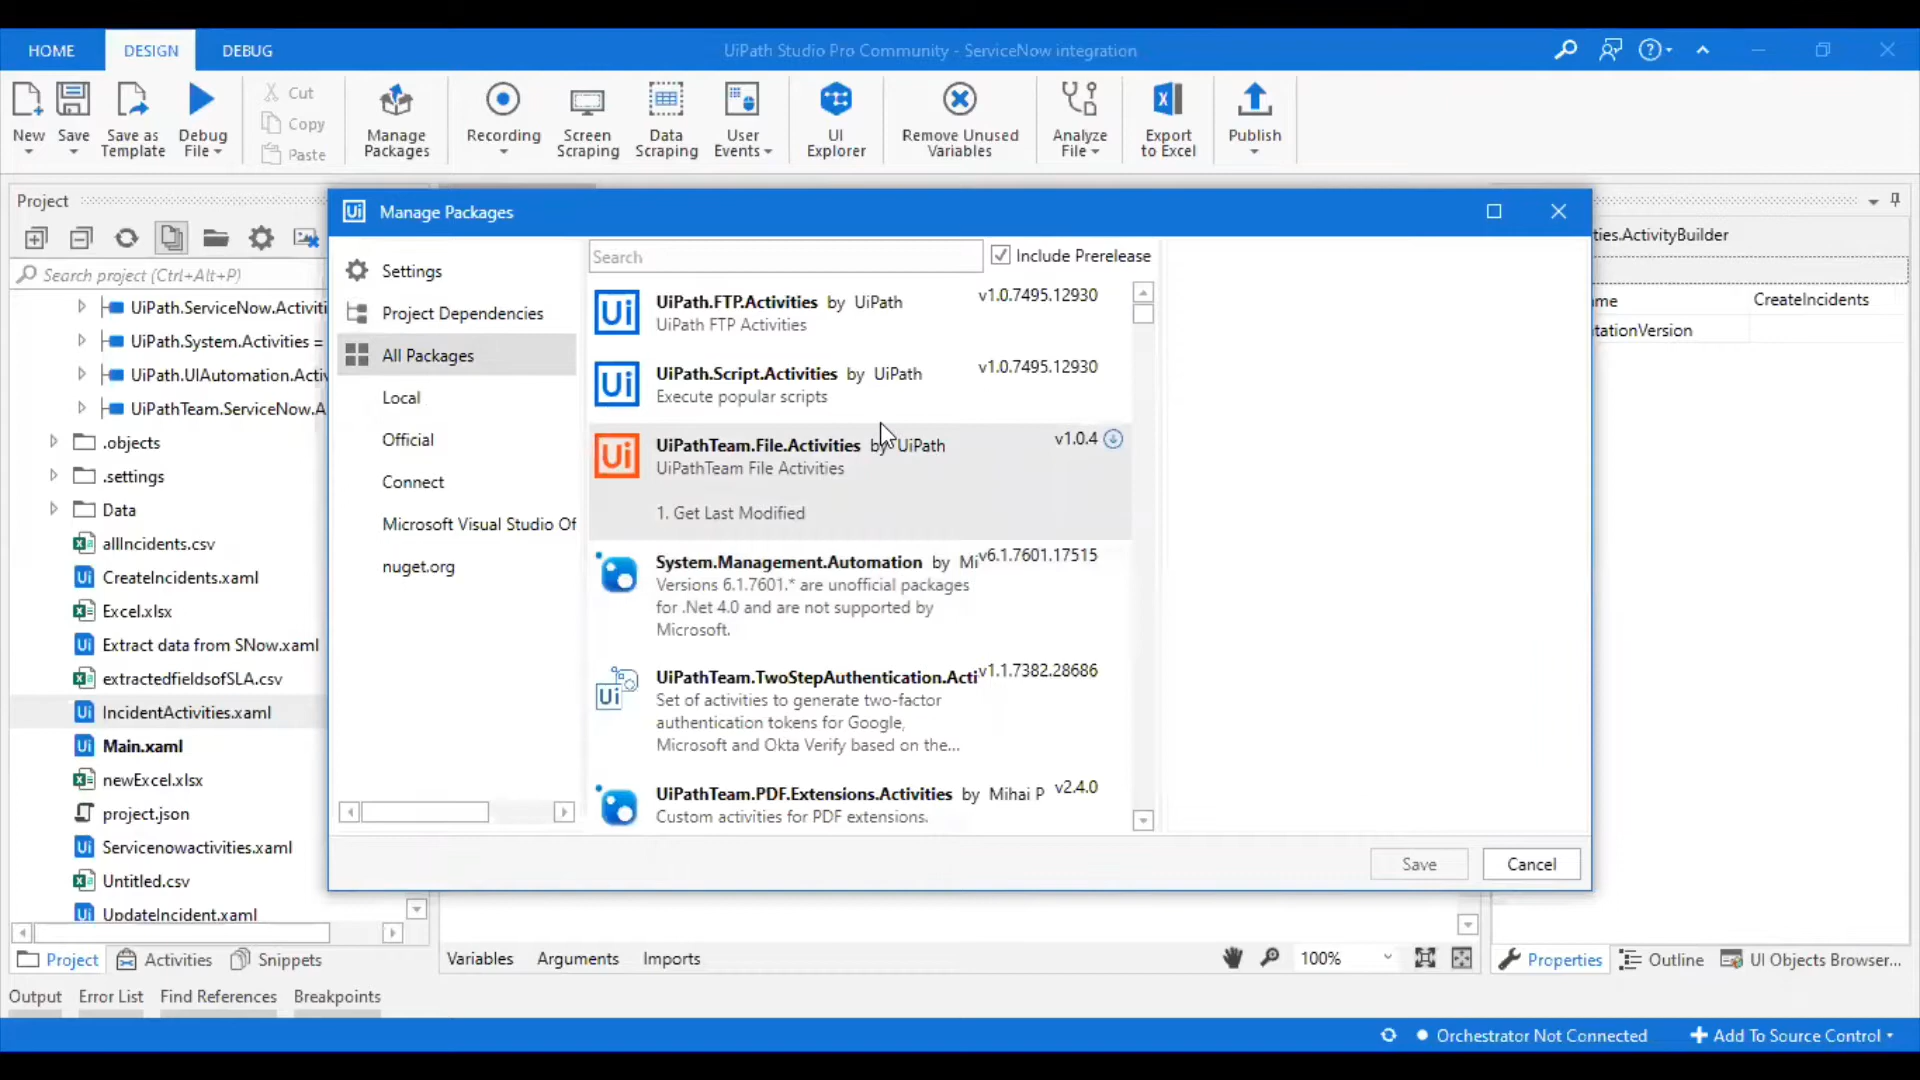 HOME
DESIGN
DEBUG
UiPath Studio Pro Community - ServiceNow integration
New
Save
Save as
Template
Debug
File
Cut
Copy
Paste
Manage
Packages
Recording
Screen
Scraping
Data
Scraping
User
Events
UI
Explorer
Remove Unused
Variables
Analyze
File
Export
to Excel
Publish
Project
Search project (Ctrl+Alt+P)
UiPath.ServiceNow.Activiti
UiPath.System.Activities =
UiPath.UIAutomation.Activ
UiPathTeam.ServiceNow.A
.objects
.settings
Data
allIncidents.csv
CreateIncidents.xaml
Excel.xlsx
Extract data from SNow.xaml
extractedfieldsofSLA.csv
IncidentActivities.xaml
Main.xaml
newExcel.xlsx
project.json
Servicenowactivities.xaml
Untitled.csv
UpdateIncident.xaml
Ui Manage Packages
Settings
Project Dependencies
All Packages
Local
Official
Connect
Microsoft Visual Studio Of
nuget.org
Search
Include Prerelease
UiPath.FTP.Activities by UiPath v1.0.7495.12930
UiPath FTP Activities
UiPath.Script.Activities by UiPath v1.0.7495.12930
Execute popular scripts
UiPathTeam.File.Activities by UiPath v1.0.4
UiPathTeam File Activities
1. Get Last Modified
System.Management.Automation by Mi v6.1.7601.17515
Versions 6.1.7601.* are unofficial packages
for .Net 4.0 and are not supported by
Microsoft.
UiPathTeam.TwoStepAuthentication.Acti v1.1.7382.28686
Set of activities to generate two-factor
authentication tokens for Google,
Microsoft and Okta Verify based on the...
UiPathTeam.PDF.Extensions.Activities by Mihai P v2.4.0
Custom activities for PDF extensions.
Save
Cancel
ties.ActivityBuilder
me CreateIncidents
tationVersion
Project
Activities
Snippets
Variables
Arguments
Imports
100%
Properties
Outline
UI Objects Browser...
Output
Error List
Find References
Breakpoints
Orchestrator Not Connected
Add To Source Control